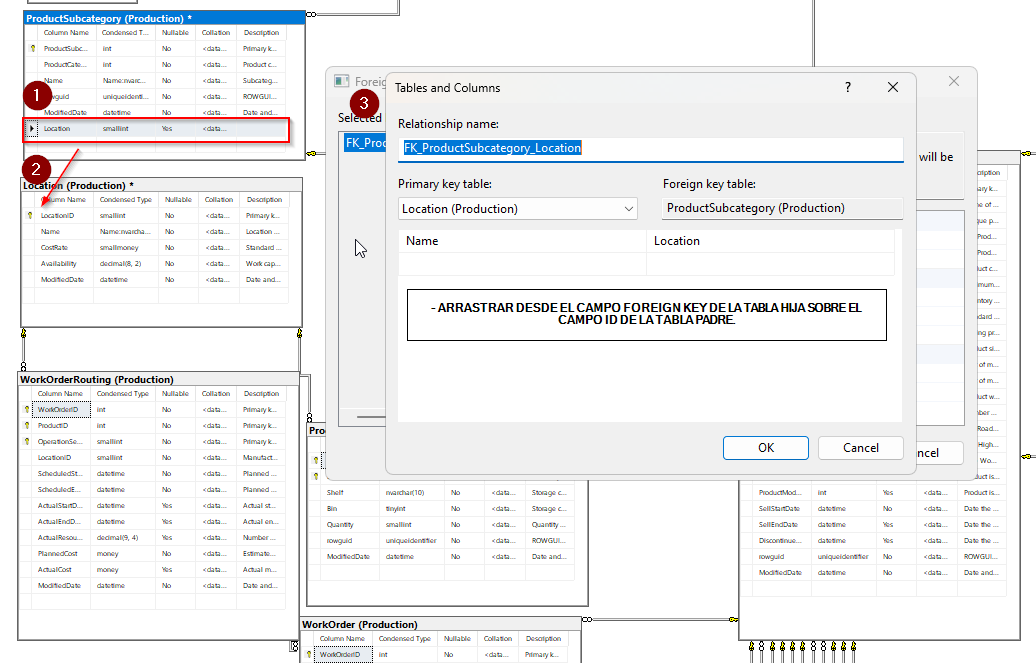 ProductSubcategory (Production) *
Column Name Condensed T... Nullable Collation Description
ProductSubc... int No <data... Primary k...
ProductCate... int No <data... Product c...
Name Name:nvarc... No <data... Subcateg...
uniqueidenti... No <data... ROWGUI...
ModifiedDate datetime No <data... Date and...
Location smallint Yes <data...
1
2
3
Location (Production) *
Column Name Condensed Type Nullable Collation Description
LocationID smallint No <data... Primary k...
Name Name:nvarcha... No <data... Location ...
CostRate smallmoney No <data... Standard ...
Availability decimal(8, 2) No <data... Work cap...
ModifiedDate datetime No <data... Date and...
WorkOrderRouting (Production)
Column Name Condensed Type Nullable Collation Description
WorkOrderID int No <data... Primary k...
ProductID int No <data... Primary k...
OperationSe... smallint No <data... Primary k...
LocationID smallint No <data... Manufact...
ScheduledSt... datetime No <data... Planned ...
ScheduledE... datetime No <data... Planned ...
ActualStartD... datetime Yes <data... Actual st...
ActualEndD... datetime Yes <data... Actual en...
ActualResou... decimal(9, 4) Yes <data... Number ...
PlannedCost money No <data... Estimate...
ActualCost money Yes <data... Actual m...
ModifiedDate datetime No <data... Date and...
Selected
FK_Proc
will be
Tables and Columns
?
Relationship name:
FK_ProductSubcategory_Location
Primary key table: Foreign key table:
Location (Production) ProductSubcategory (Production)
Name Location
- ARRASTRAR DESDE EL CAMPO FOREIGN KEY DE LA TABLA HIJA SOBRE EL
CAMPO ID DE LA TABLA PADRE.
OK Cancel
ncel
Shelf nvarchar(10) No <data... Storage c...
Bin tinyint No <data... Storage c...
Quantity smallint No <data... Quantity ...
rowguid uniqueidentifier No <data... ROWGUI...
ModifiedDate datetime No <data... Date and...
ProductMod... int Yes <data... Product is...
SellStartDate datetime No <data... Date the ...
SellEndDate datetime Yes <data... Date the ...
Discontinue... datetime Yes <data... Date the ...
rowguid uniqueidentifier No <data... ROWGUI...
ModifiedDate datetime No <data... Date and...
WorkOrder (Production)
Column Name Condensed Type Nullable Collation Description
WorkOrderID int No <data... Primary k...